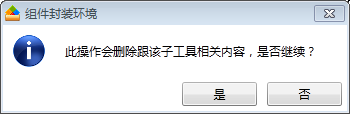 组件封装环境
此操作会删除跟该子工具相关内容，是否继续？
是
否